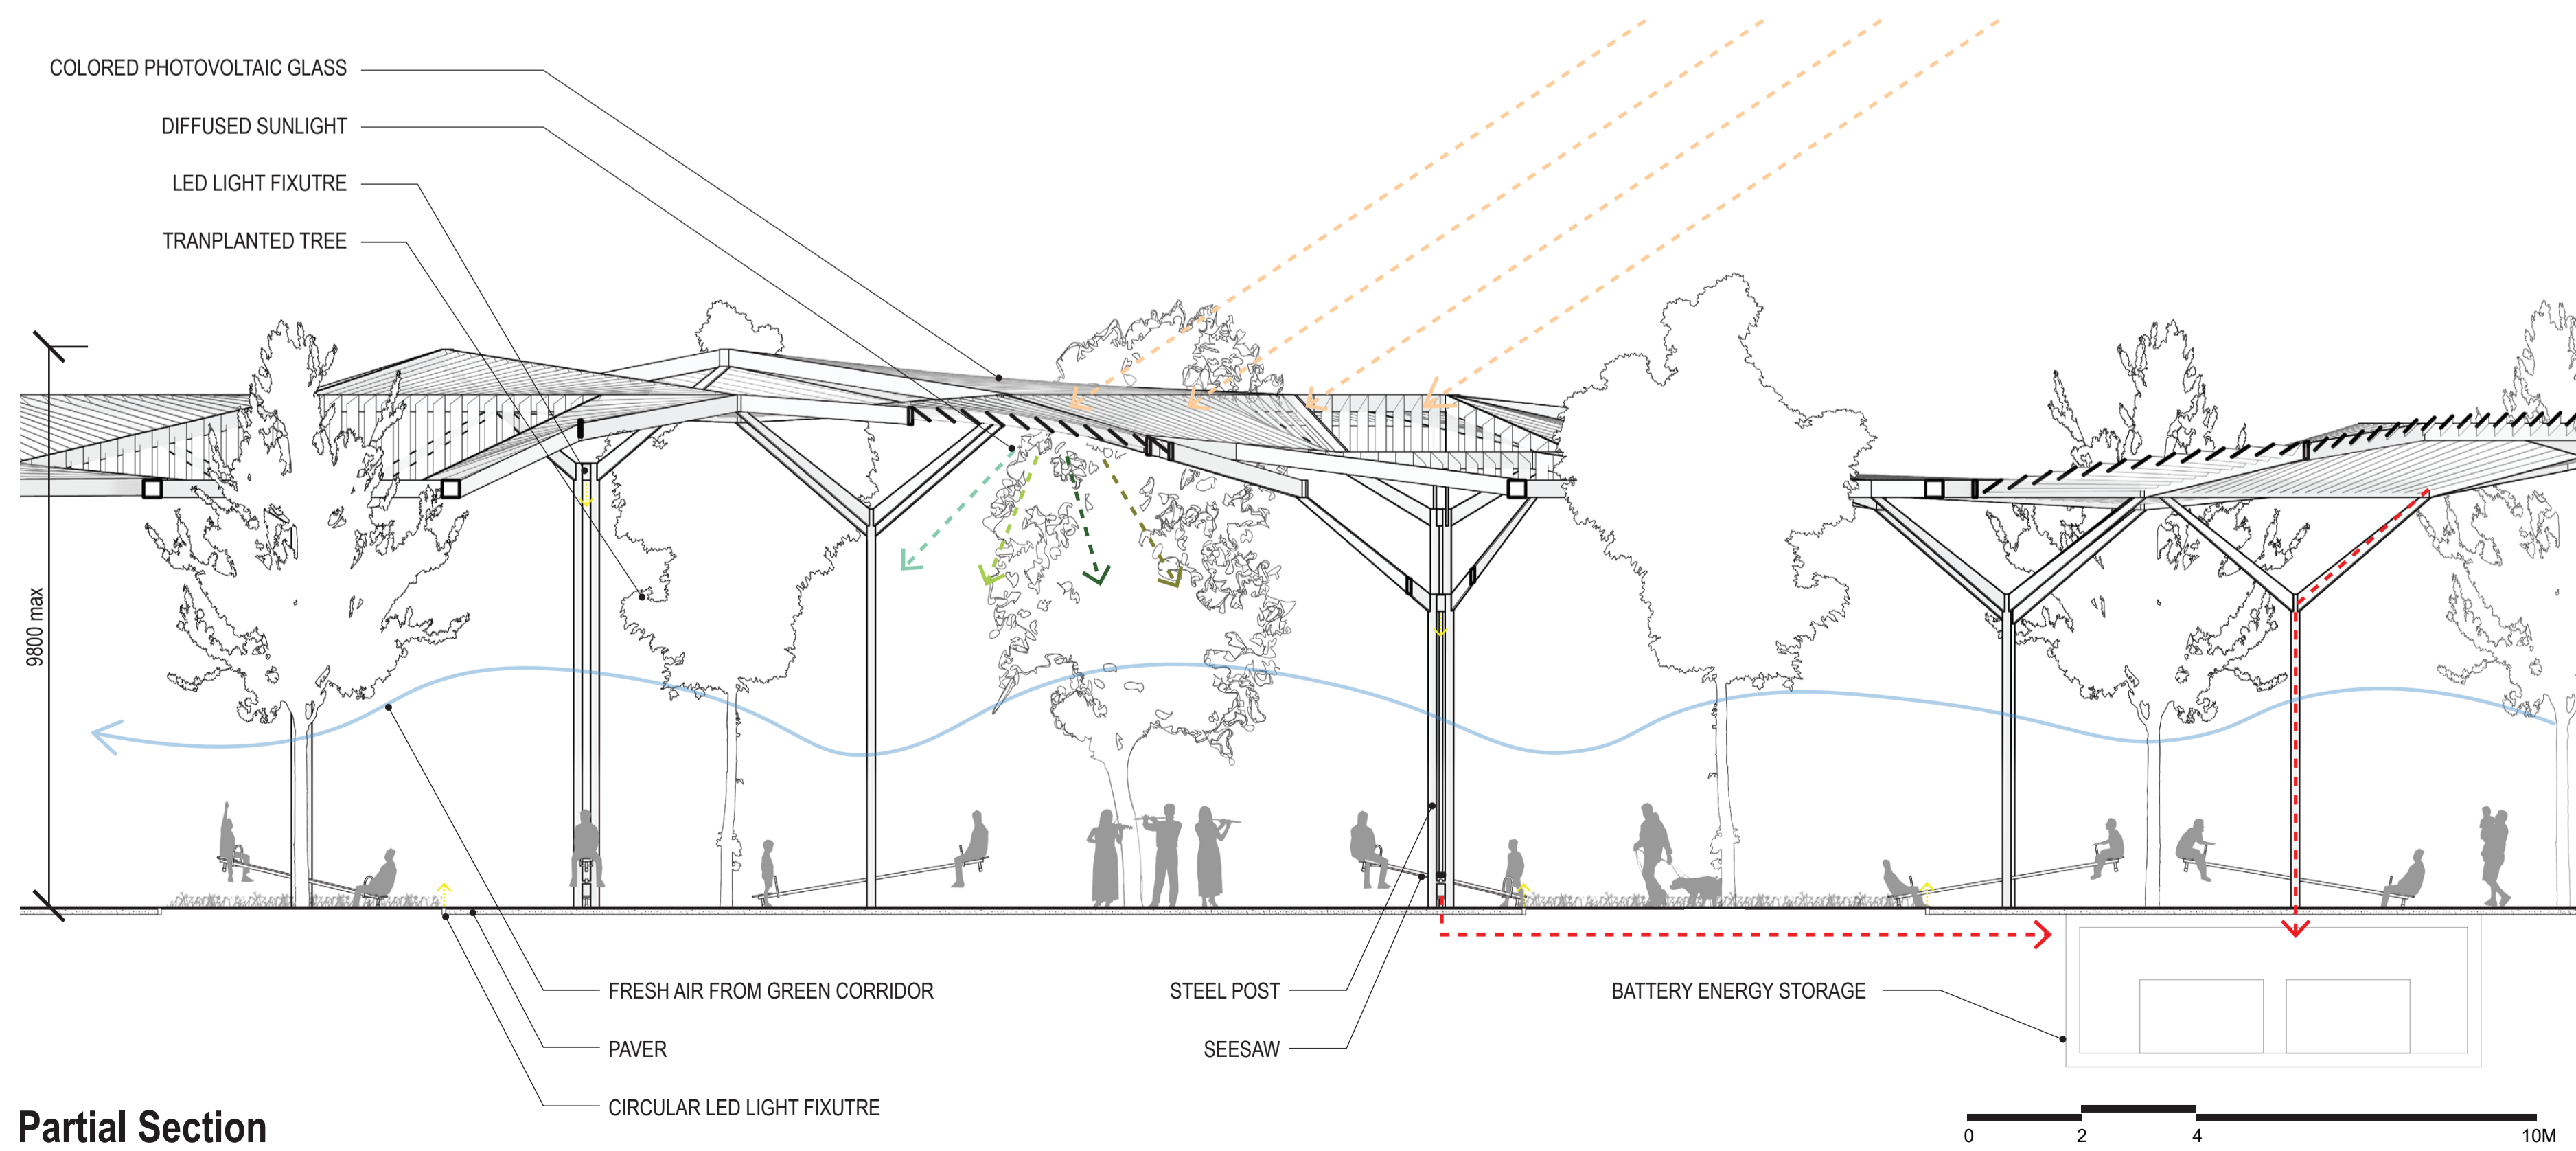 COLORED PHOTOVOLTAIC GLASS
DIFFUSED SUNLIGHT
LED LIGHT FIXUTRE
TRANPLANTED TREE
9800 max
FRESH AIR FROM GREEN CORRIDOR
PAVER
CIRCULAR LED LIGHT FIXUTRE
STEEL POST
SEESAW
BATTERY ENERGY STORAGE
Partial Section
0 2 4 10M